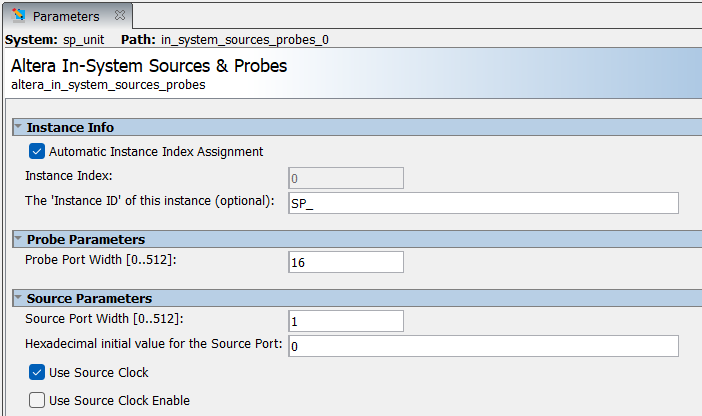 Parameters
System: sp_unit Path: in_system_sources_probes_0
Altera In-System Sources & Probes
altera_in_system_sources_probes
Instance Info
Automatic Instance Index Assignment
Instance Index: 0
The 'Instance ID' of this instance (optional): SP_
Probe Parameters
Probe Port Width [0..512]: 16
Source Parameters
Source Port Width [0..512]: 1
Hexadecimal initial value for the Source Port: 0
Use Source Clock
Use Source Clock Enable